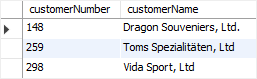 customerNumber customerName
148 Dragon Souveniers, Ltd.
259 Toms Spezialitäten, Ltd
298 Vida Sport, Ltd